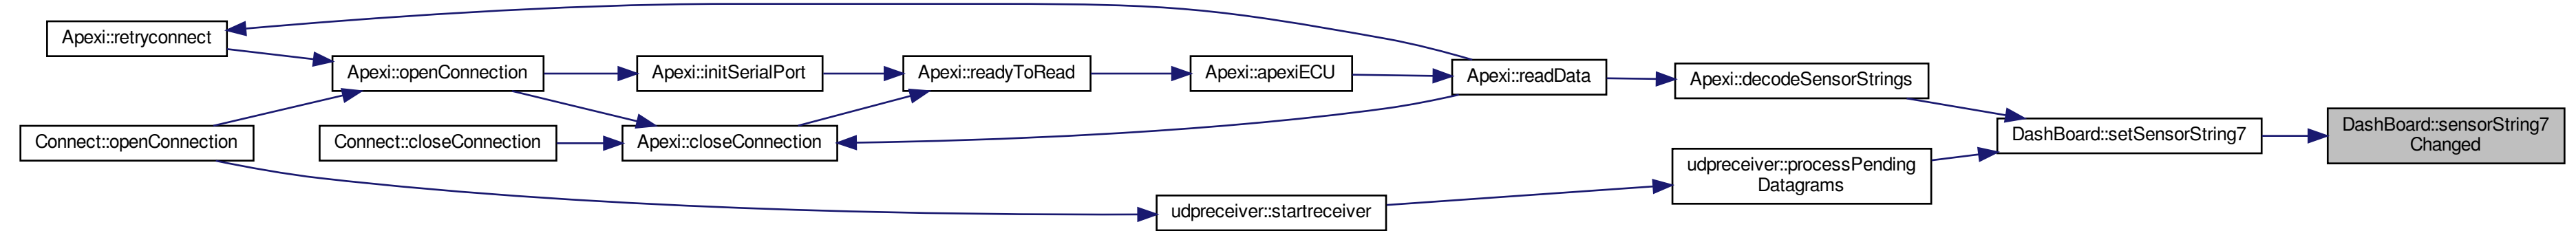 Apexi::retryconnect
Apexi::openConnection
Apexi::initSerialPort
Apexi::readyToRead
Apexi::apexiECU
Apexi::readData
Apexi::decodeSensorStrings
Connect::openConnection
Connect::closeConnection
Apexi::closeConnection
DashBoard::setSensorString7
DashBoard::sensorString7
Changed
udpreceiver::processPending
Datagrams
udpreceiver::startreceiver